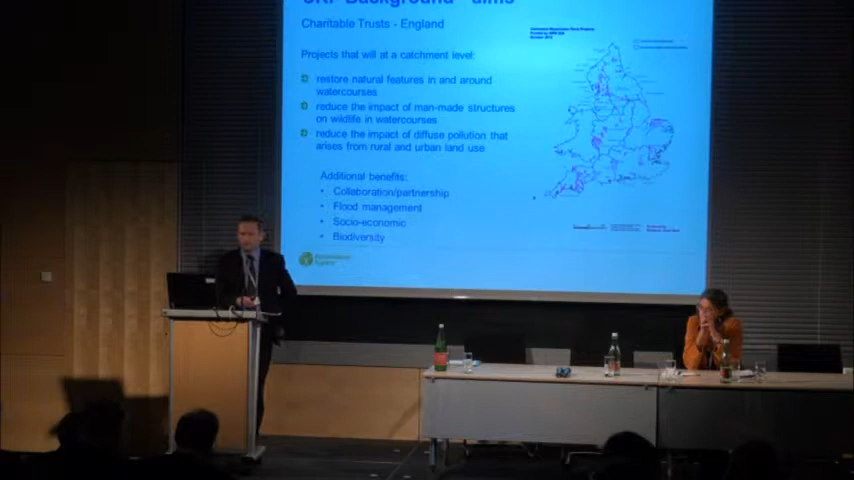 Charitable Trusts - England
Projects that will at a catchment level:
restore natural features in and around
watercourses
reduce the impact of man-made structures
on wildlife in watercourses
reduce the impact of diffuse pollution that
arises from rural and urban land use
Additional benefits:
• Collaboration/partnership
• Flood management
• Socio-economic
• Biodiversity